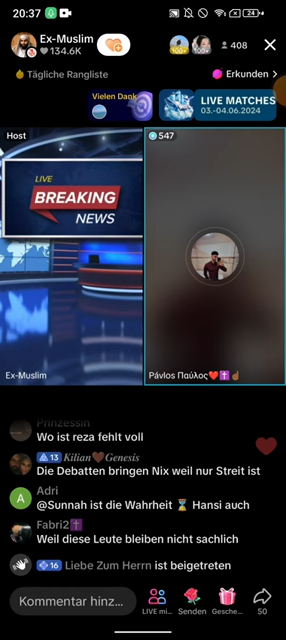 20:37
24
Ex-Muslim
134.6K
100+
100+
408
Tägliche Rangliste
Erkunden >
Vielen Dank
LIVE MATCHES
03.-04.06.2024
Host
547
LIVE
BREAKING
NEWS
Ex-Muslim
Pávlos Παύλος❤️✝️☝🏾
Prinzessin
Wo ist reza fehlt voll
13 𝐾𝑖𝑙𝑖𝑎𝑛🤎𝐺𝑒𝑛𝑒𝑠𝑖𝑠
Die Debatten bringen Nix weil nur Streit ist
A
Adri
@Sunnah ist die Wahrheit ⌛ Hansi auch
Fabri2✝️
Weil diese Leute bleiben nicht sachlich
16 Liebe Zum Herrn ist beigetreten
Kommentar hinz...
LIVE mi...
Senden
Gesche...
50